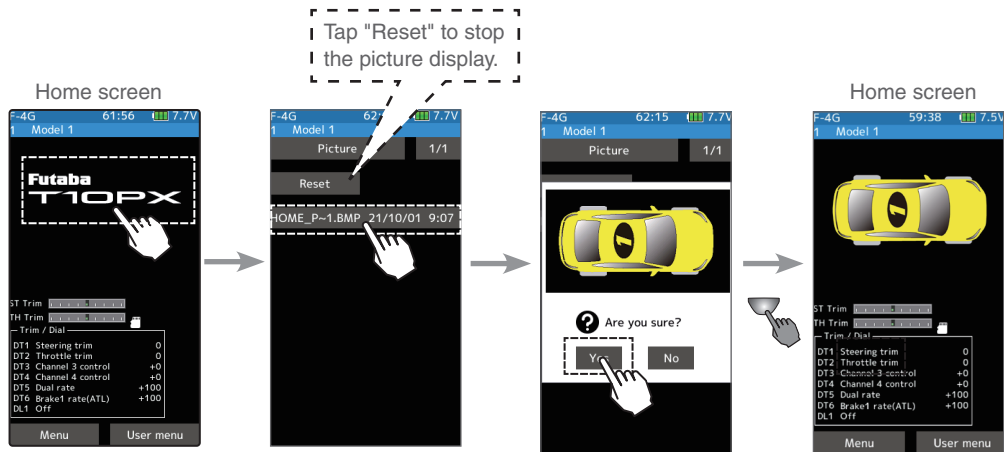 Tap "Reset" to stop
the picture display.
Home screen
F-4G 61:56 7.7V
1 Model 1
Futaba
T10PX
ST Trim
TH Trim
Trim / Dial
DT1 Steering trim 0
DT2 Throttle trim 0
DT3 Channel 3 control +0
DT4 Channel 4 control +0
DT5 Dual rate +100
DT6 Brake1 rate(ATL) +100
DL1 Off
Menu User menu
F-4G 62: 7.7V
1 Model 1
Picture 1/1
Reset
HOME_P~1.BMP 21/10/01 9:07
F-4G 62:15 7.7V
1 Model 1
Picture 1/1
1
? Are you sure?
Yes No
Home screen
F-4G 59:38 7.5V
1 Model 1
1
ST Trim
TH Trim
Trim / Dial
DT1 Steering trim 0
DT2 Throttle trim 0
DT3 Channel 3 control +0
DT4 Channel 4 control +0
DT5 Dual rate +100
DT6 Brake1 rate(ATL) +100
DL1 Off
Menu User menu